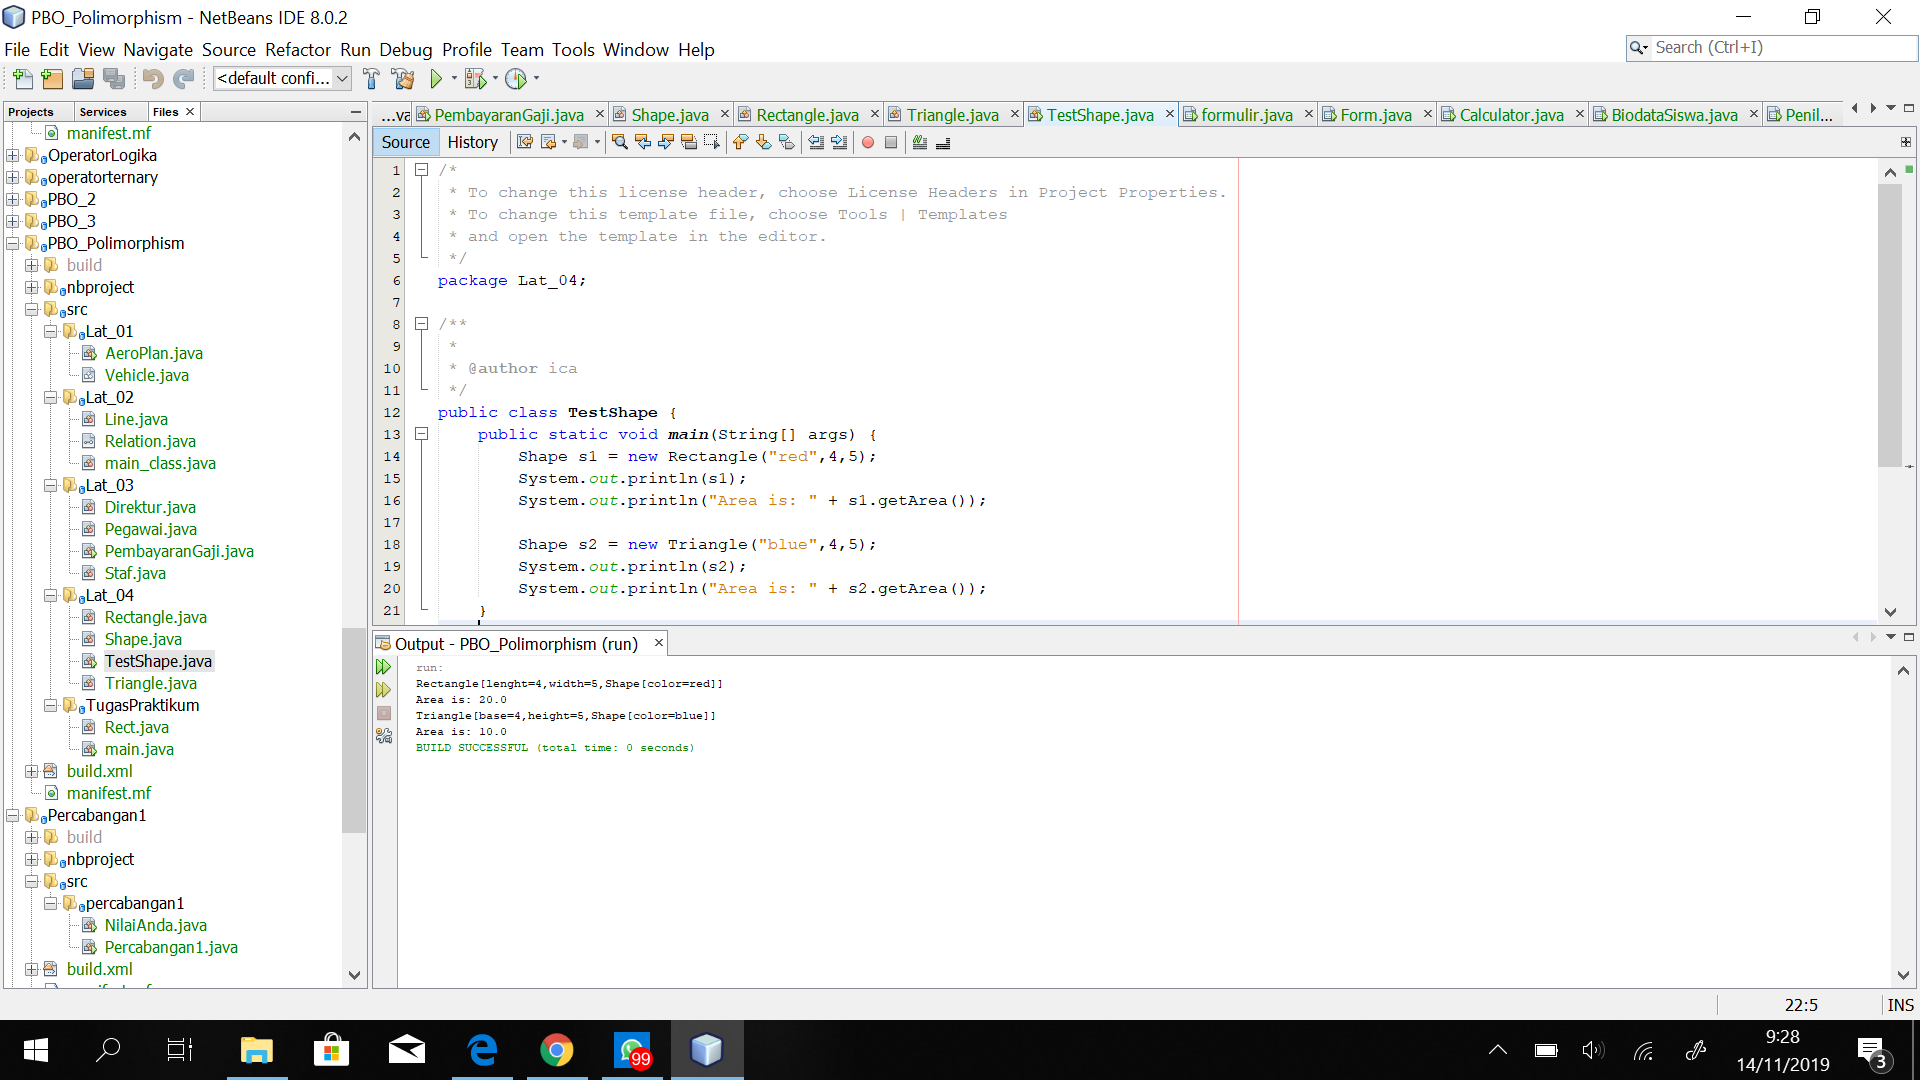 PBO_Polimorphism - NetBeans IDE 8.0.2
File Edit View Navigate Source Refactor Run Debug Profile Team Tools Window Help
Search (Ctrl+I)
<default confi...
Projects Services Files
...va PembayaranGaji.java Shape.java Rectangle.java Triangle.java TestShape.java formulir.java Form.java Calculator.java BiodataSiswa.java Penil...
Source History
manifest.mf
OperatorLogika
operatorternary
PBO_2
PBO_3
PBO_Polimorphism
build
nbproject
src
Lat_01
AeroPlan.java
Vehicle.java
Lat_02
Line.java
Relation.java
main_class.java
Lat_03
Direktur.java
Pegawai.java
PembayaranGaji.java
Staf.java
Lat_04
Rectangle.java
Shape.java
TestShape.java
Triangle.java
TugasPraktikum
Rect.java
main.java
build.xml
manifest.mf
Percabangan1
build
nbproject
src
percabangan1
NilaiAnda.java
Percabangan1.java
build.xml
1 /*
2 * To change this license header, choose License Headers in Project Properties.
3 * To change this template file, choose Tools | Templates
4 * and open the template in the editor.
5 */
6 package Lat_04;
7
8 /**
9 *
10 * @author ica
11 */
12 public class TestShape {
13 public static void main(String[] args) {
14 Shape s1 = new Rectangle("red",4,5);
15 System.out.println(s1);
16 System.out.println("Area is: " + s1.getArea());
17
18 Shape s2 = new Triangle("blue",4,5);
19 System.out.println(s2);
20 System.out.println("Area is: " + s2.getArea());
21 }
Output - PBO_Polimorphism (run)
run:
Rectangle[lenght=4,width=5,Shape[color=red]]
Area is: 20.0
Triangle[base=4,height=5,Shape[color=blue]]
Area is: 10.0
BUILD SUCCESSFUL (total time: 0 seconds)
22:5 INS
99
9:28
14/11/2019
3